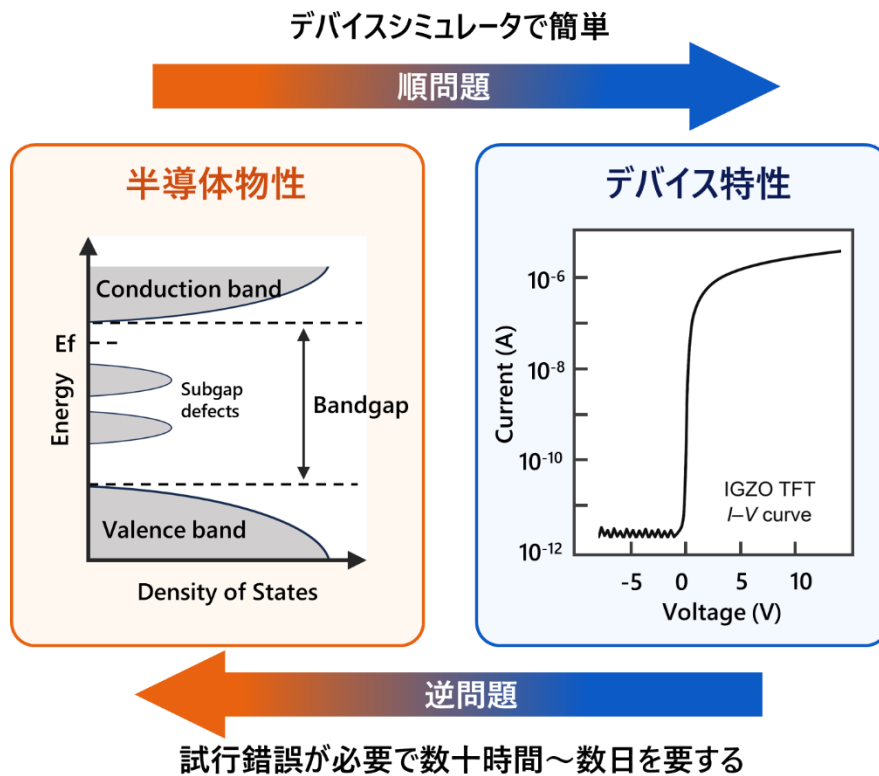 デバイスシミュレータで簡単
順問題
半導体物性
Conduction band
Ef
Subgap
defects
Bandgap
Energy
Valence band
Density of States
デバイス特性
10⁻⁶
10⁻⁸
10⁻¹⁰
10⁻¹²
Current (A)
IGZO TFT
I–V curve
-5 0 5 10
Voltage (V)
逆問題
試行錯誤が必要で数十時間～数日を要する